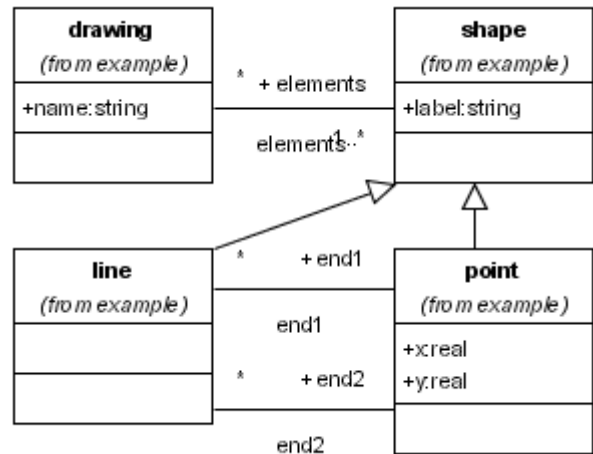 drawing
(from example)
+name:string
* + elements
elements 1..*
shape
(from example)
+label:string
line
(from example)
* + end1
end1
* + end2
end2
point
(from example)
+x:real
+y:real